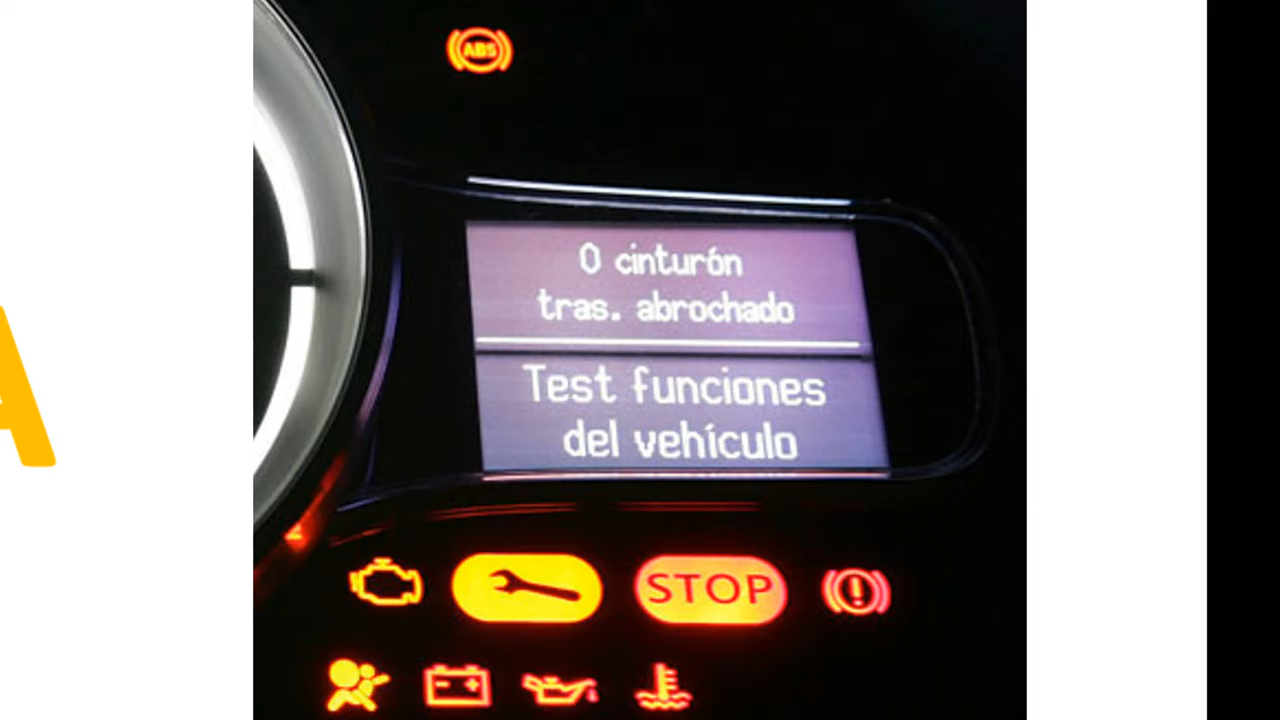 A
ABS
0 cinturón
tras. abrochado
Test funciones
del vehículo
STOP